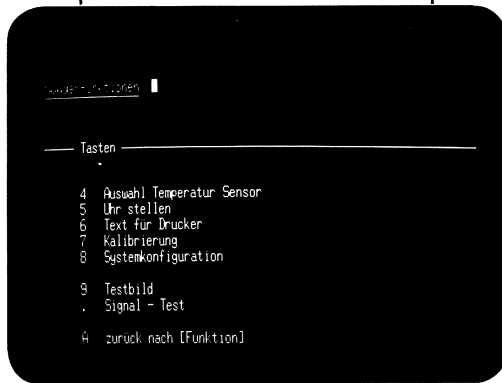 Sonderfunktionen
Tasten
4 Auswahl Temperatur Sensor
5 Uhr stellen
6 Text für Drucker
7 Kalibrierung
8 Systemkonfiguration
9 Testbild
. Signal - Test
A zurück nach [Funktion]